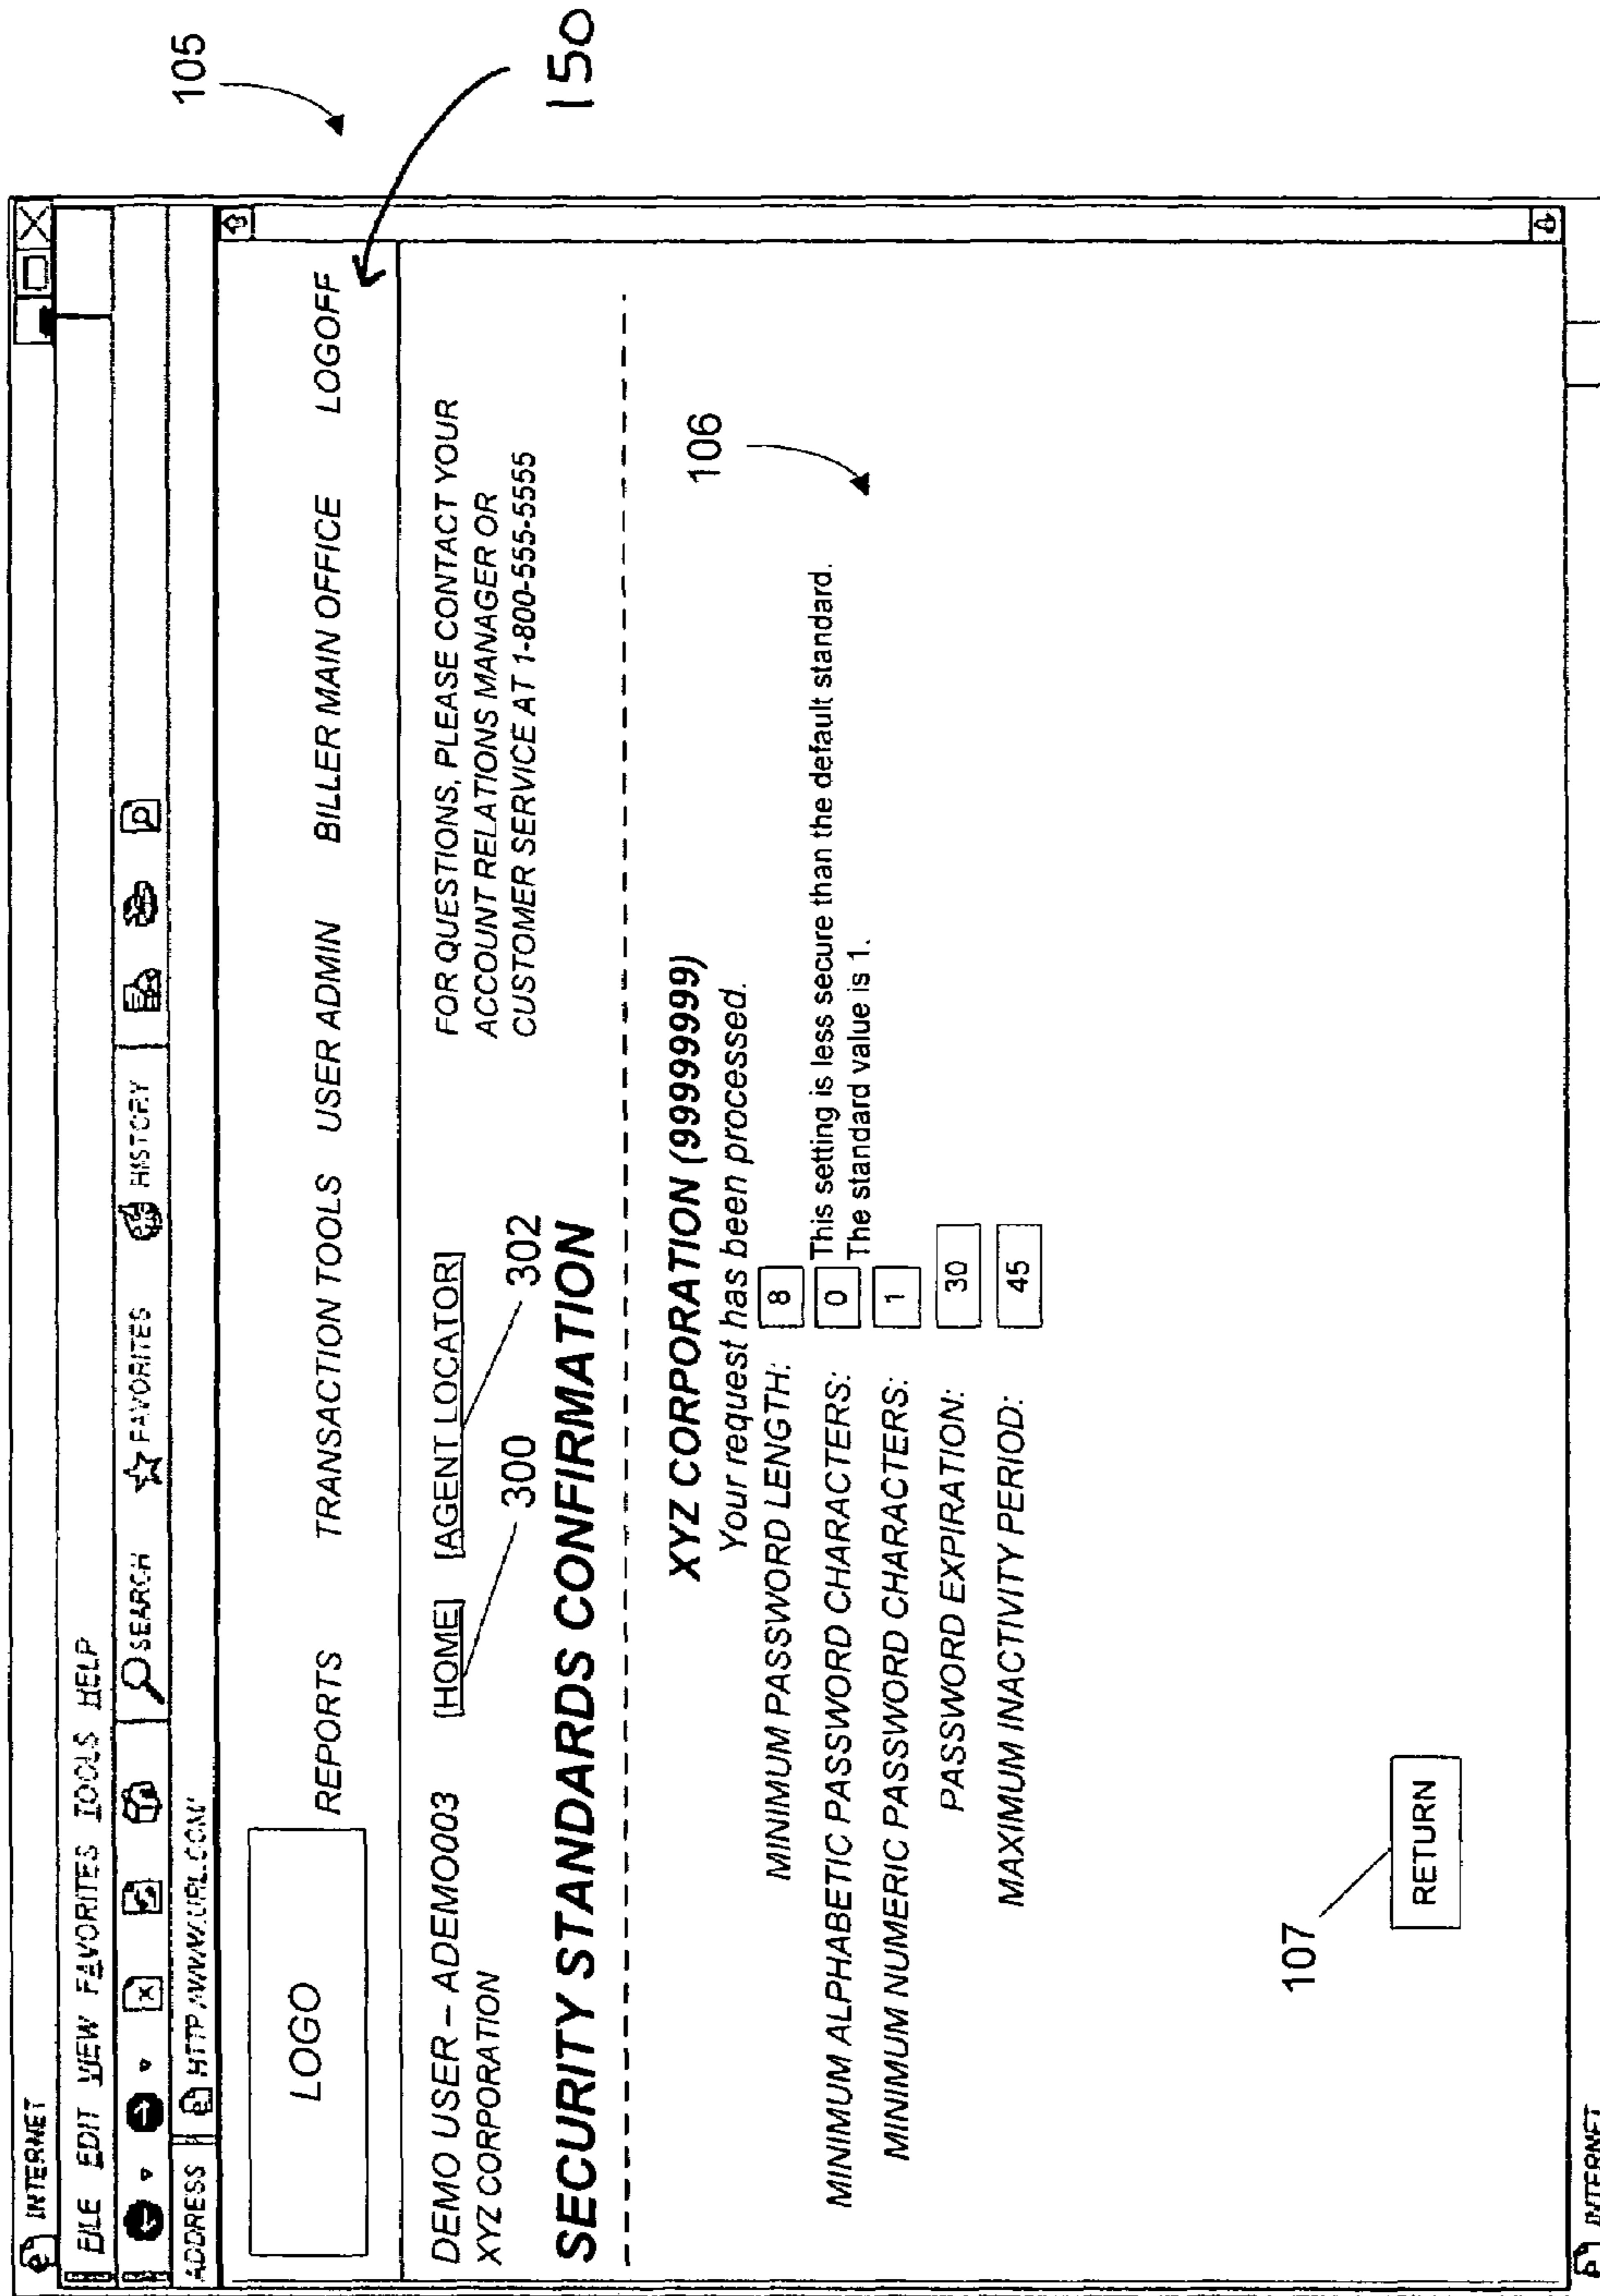 INTERNET
FILE EDIT VIEW FAVORITES TOOLS HELP
SEARCH FAVORITES HISTORY
ADDRESS HTTP://WWW.URL.COM/
105
LOGO REPORTS TRANSACTION TOOLS USER ADMIN BILLER MAIN OFFICE LOGOFF
150
DEMO USER – ADEMO003 [HOME] [AGENT LOCATOR] FOR QUESTIONS, PLEASE CONTACT YOUR
XYZ CORPORATION ACCOUNT RELATIONS MANAGER OR
300 302 CUSTOMER SERVICE AT 1-800-555-5555
SECURITY STANDARDS CONFIRMATION
XYZ CORPORATION (9999999)
106
Your request has been processed.
MINIMUM PASSWORD LENGTH: 8
MINIMUM ALPHABETIC PASSWORD CHARACTERS: 0 This setting is less secure than the default standard.
The standard value is 1.
MINIMUM NUMERIC PASSWORD CHARACTERS: 1
PASSWORD EXPIRATION: 30
MAXIMUM INACTIVITY PERIOD: 45
107
RETURN
INTERNET